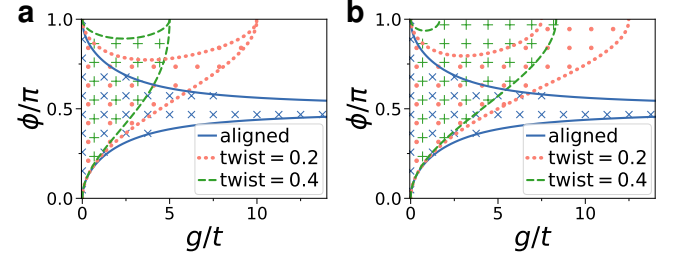 a
b
1.0
0.5
0.0
ϕ/π
0
5
10
g/t
aligned
twist = 0.2
twist = 0.4
1.0
0.5
0.0
ϕ/π
0
5
10
g/t
aligned
twist = 0.2
twist = 0.4